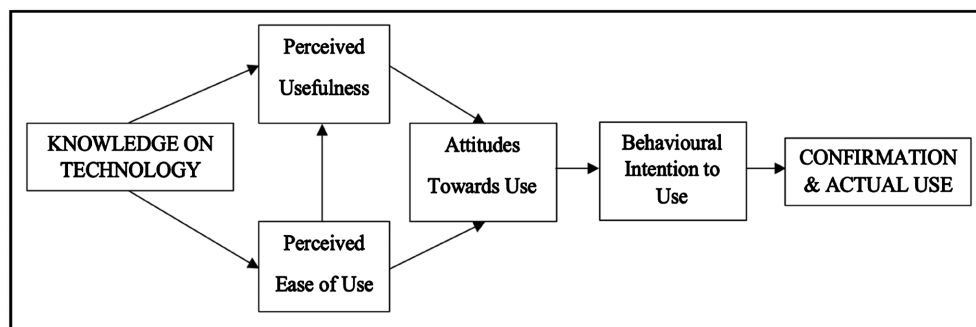 Perceived
Usefulness
KNOWLEDGE ON
TECHNOLOGY
Attitudes
Towards Use
Behavioural
Intention to
Use
CONFIRMATION
& ACTUAL USE
Perceived
Ease of Use